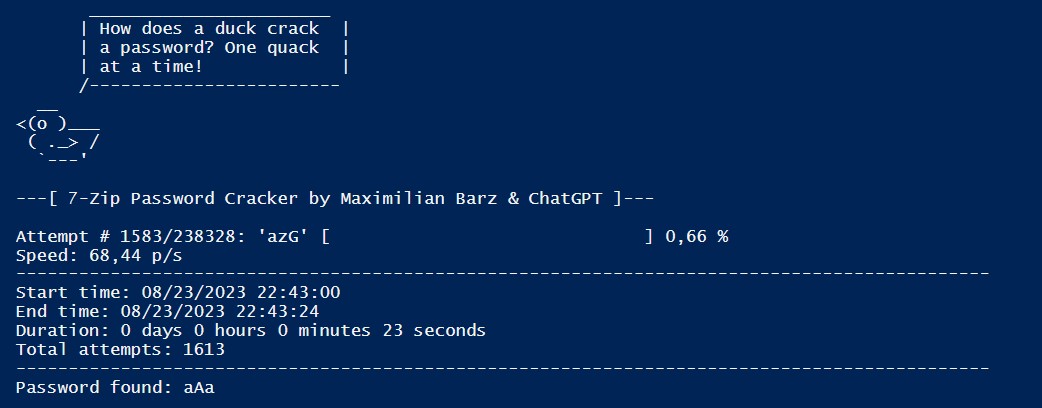 How does a duck crack
a password? One quack
at a time!
<(o )___
( ._> /
`---'
---[ 7-Zip Password Cracker by Maximilian Barz & ChatGPT ]---
Attempt # 1583/238328: 'azG' [                              ] 0,66 %
Speed: 68,44 p/s
Start time: 08/23/2023 22:43:00
End time: 08/23/2023 22:43:24
Duration: 0 days 0 hours 0 minutes 23 seconds
Total attempts: 1613
Password found: aAa